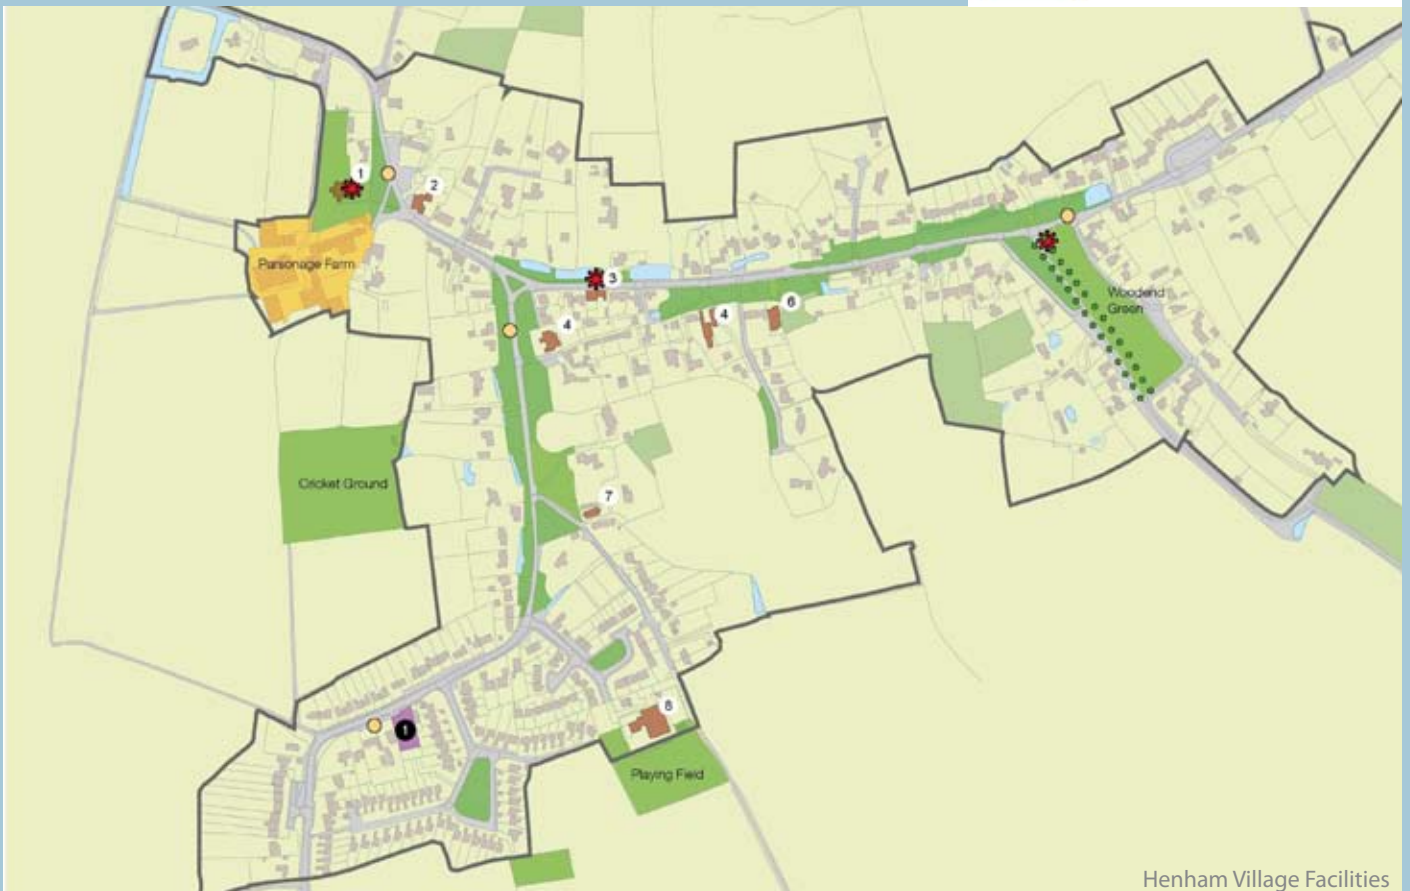 1
2
Parsonage Farm
3
4
4
6
Woodend
Green
Cricket Ground
7
8
1
Playing Field
Henham Village Facilities